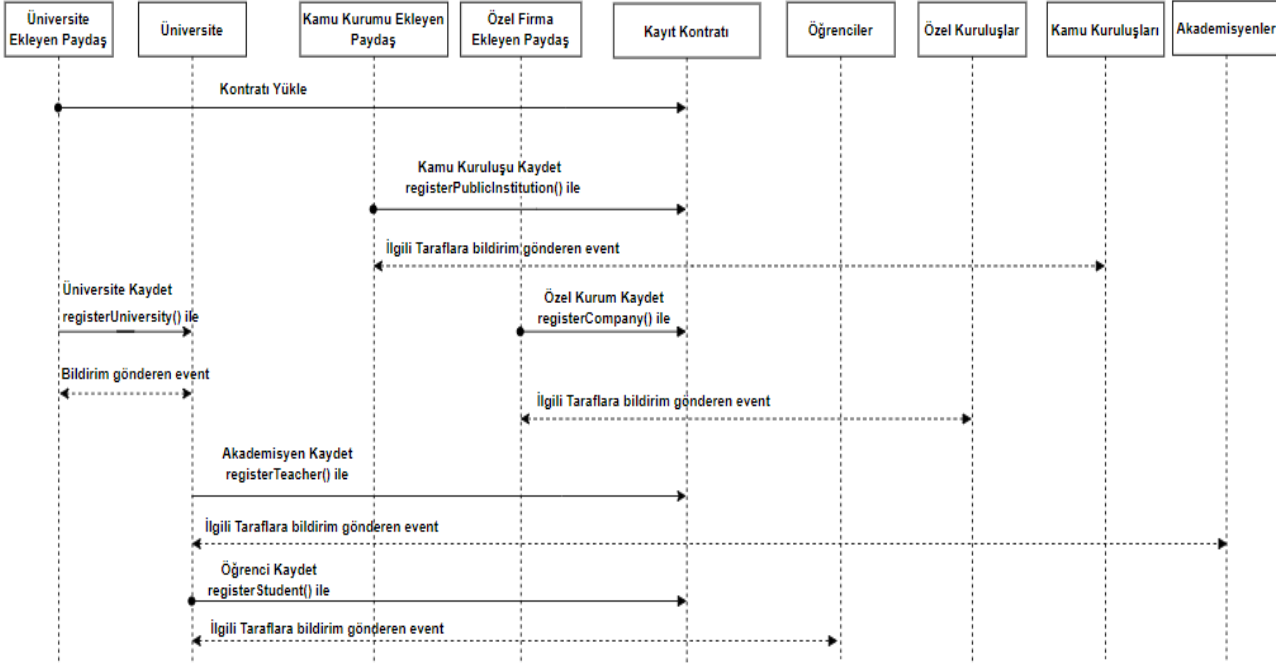 Üniversite
Ekleyen Paydaş
Üniversite
Kamu Kurumu Ekleyen
Paydaş
Özel Firma
Ekleyen Paydaş
Kayıt Kontratı
Öğrenciler
Özel Kuruluşlar
Kamu Kuruluşları
Akademisyenler
Kontratı Yükle
Kamu Kuruluşu Kaydet
registerPublicInstitution() ile
İlgili Taraflara bildirim gönderen event
Üniversite Kaydet
registerUniversity() ile
Özel Kurum Kaydet
registerCompany() ile
Bildirim gönderen event
İlgili Taraflara bildirim gönderen event
Akademisyen Kaydet
registerTeacher() ile
İlgili Taraflara bildirim gönderen event
Öğrenci Kaydet
registerStudent() ile
İlgili Taraflara bildirim gönderen event